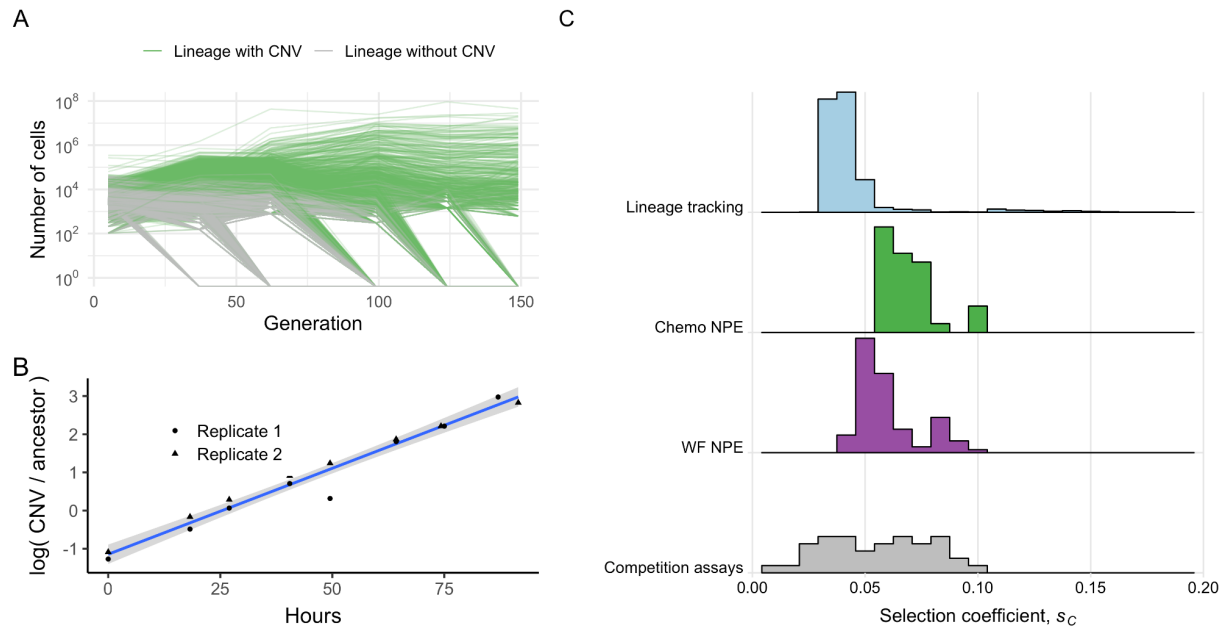 A
Lineage with CNV
Lineage without CNV
Number of cells
10^8
10^6
10^4
10^2
10^0
0
50
100
150
Generation
B
log( CNV / ancestor )
3
2
1
0
-1
Replicate 1
Replicate 2
0
25
50
75
Hours
C
Lineage tracking
Chemo NPE
WF NPE
Competition assays
0.00
0.05
0.10
0.15
0.20
Selection coefficient, s_C